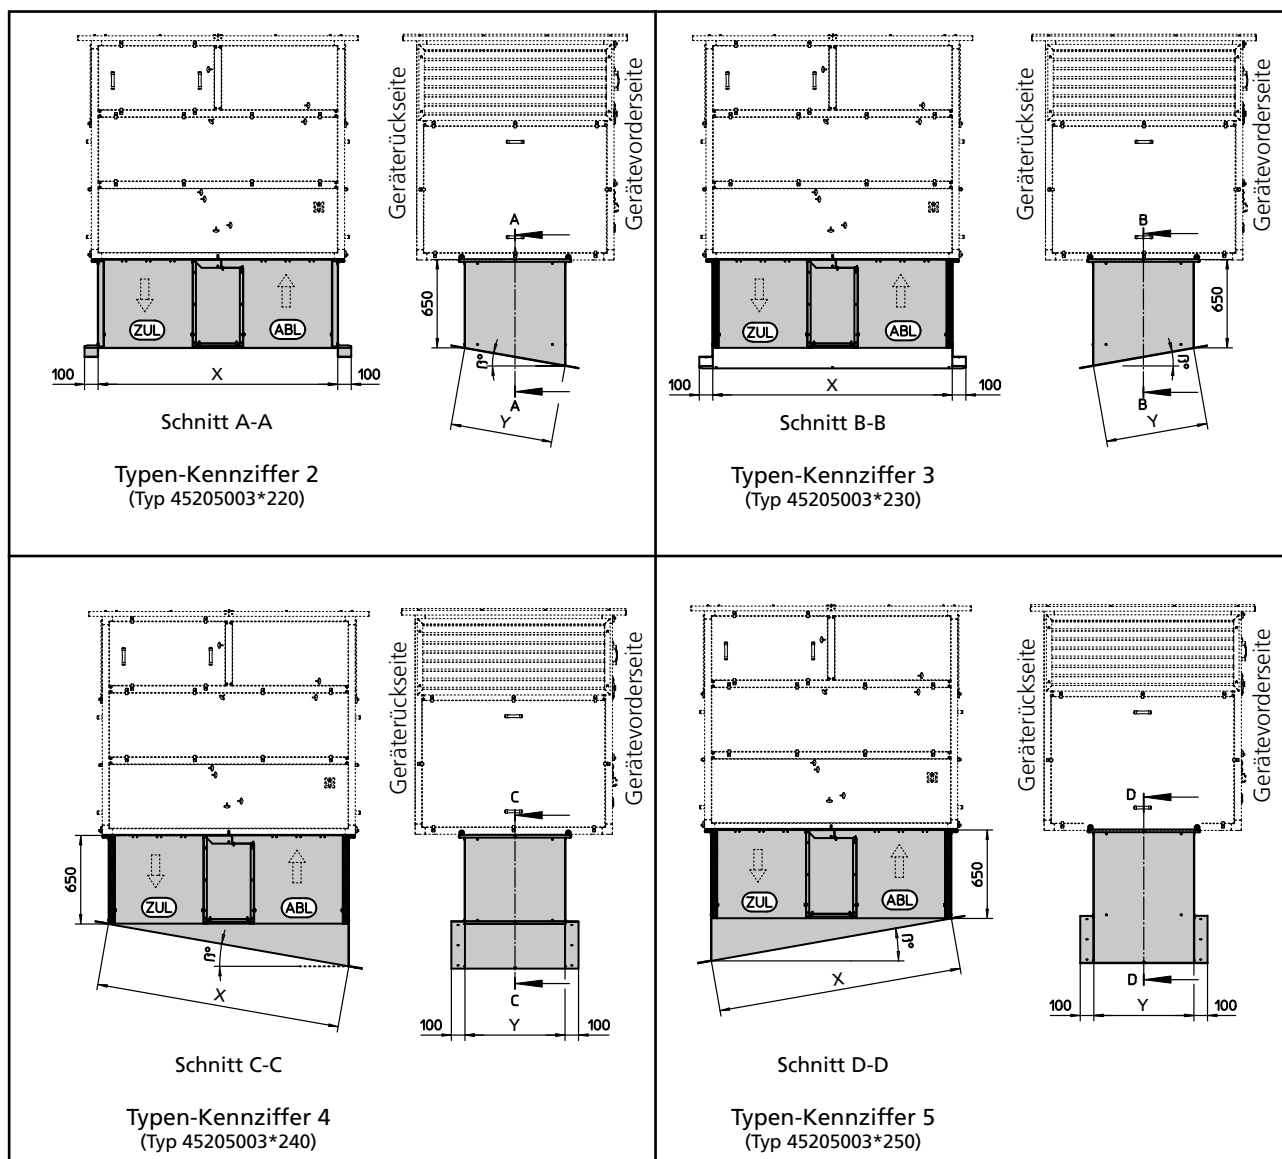 Geräterückseite
Gerätevorderseite
A
650
ZUL
ABL
n°
100
X
100
A
Y
Schnitt A-A
Typen-Kennziffer 2
(Typ 45205003*220)
Geräterückseite
Gerätevorderseite
B
650
ZUL
ABL
n°
100
X
100
B
Y
Schnitt B-B
Typen-Kennziffer 3
(Typ 45205003*230)
Geräterückseite
Gerätevorderseite
C
650
ZUL
ABL
n°
X
C
100
Y
100
Schnitt C-C
Typen-Kennziffer 4
(Typ 45205003*240)
Geräterückseite
Gerätevorderseite
D
650
ZUL
ABL
n°
X
D
100
Y
100
Schnitt D-D
Typen-Kennziffer 5
(Typ 45205003*250)